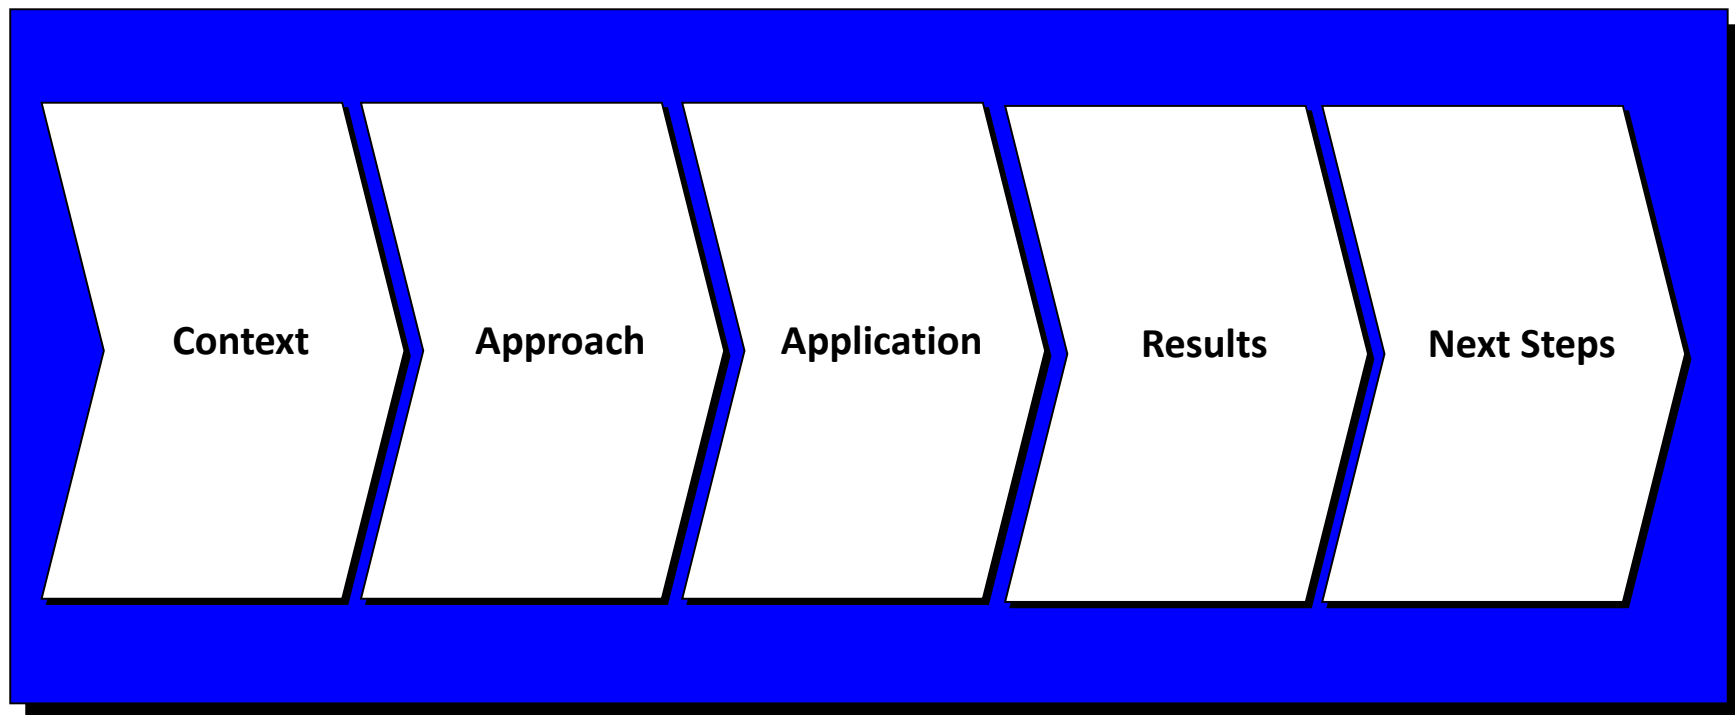 Context
Approach
Application
Results
Next Steps